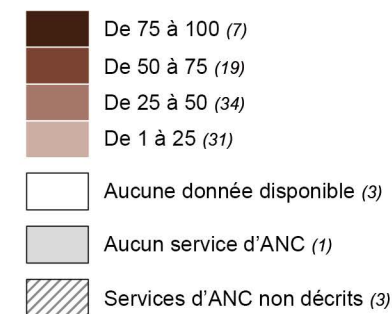 De 75 à 100 (7)
De 50 à 75 (19)
De 25 à 50 (34)
De 1 à 25 (31)
Aucune donnée disponible (3)
Aucun service d'ANC (1)
Services d'ANC non décrits (3)